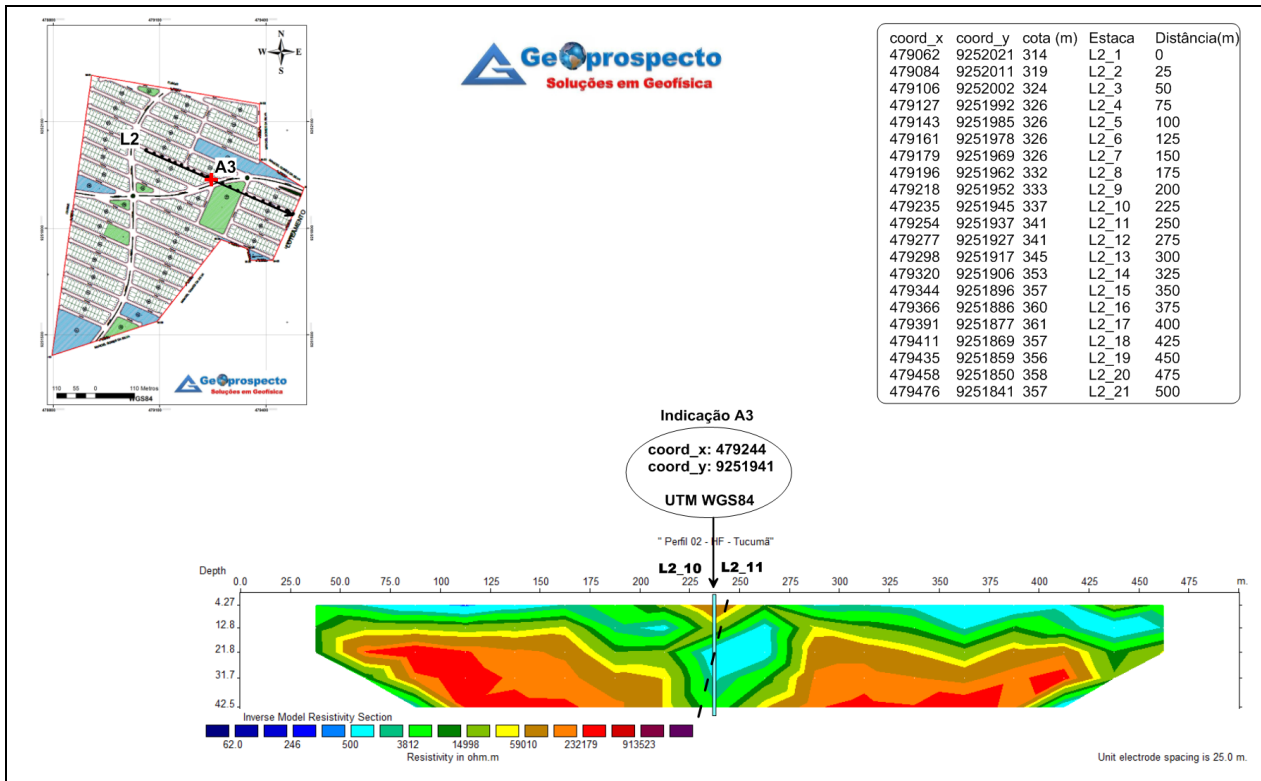 479100
479400
N
W E
S
L2
A3
LOTEAMENTO
110 55 0 110 Metros
WGS84
Geoprospecto
Soluções em Geofísica
479100
479400
Geoprospecto
Soluções em Geofísica
coord_x coord_y cota (m) Estaca Distância(m)
479062 9252021 314 L2_1 0
479084 9252011 319 L2_2 25
479106 9252002 324 L2_3 50
479127 9251992 326 L2_4 75
479143 9251985 326 L2_5 100
479161 9251978 326 L2_6 125
479179 9251969 326 L2_7 150
479196 9251962 332 L2_8 175
479218 9251952 333 L2_9 200
479235 9251945 337 L2_10 225
479254 9251937 341 L2_11 250
479277 9251927 341 L2_12 275
479298 9251917 345 L2_13 300
479320 9251906 353 L2_14 325
479344 9251896 357 L2_15 350
479366 9251886 360 L2_16 375
479391 9251877 361 L2_17 400
479411 9251869 357 L2_18 425
479435 9251859 356 L2_19 450
479458 9251850 358 L2_20 475
479476 9251841 357 L2_21 500
Indicação A3
coord_x: 479244
coord_y: 9251941
UTM WGS84
" Perfil 02 - HF - Tucumã"
L2_10 L2_11
Depth 0.0 25.0 50.0 75.0 100 125 150 175 200 225 250 275 300 325 350 375 400 425 450 475 m.
4.27
12.8
21.8
31.7
42.5
Inverse Model Resistivity Section
62.0 246 500 3812 14998 59010 232179 913523
Resistivity in ohm.m
Unit electrode spacing is 25.0 m.